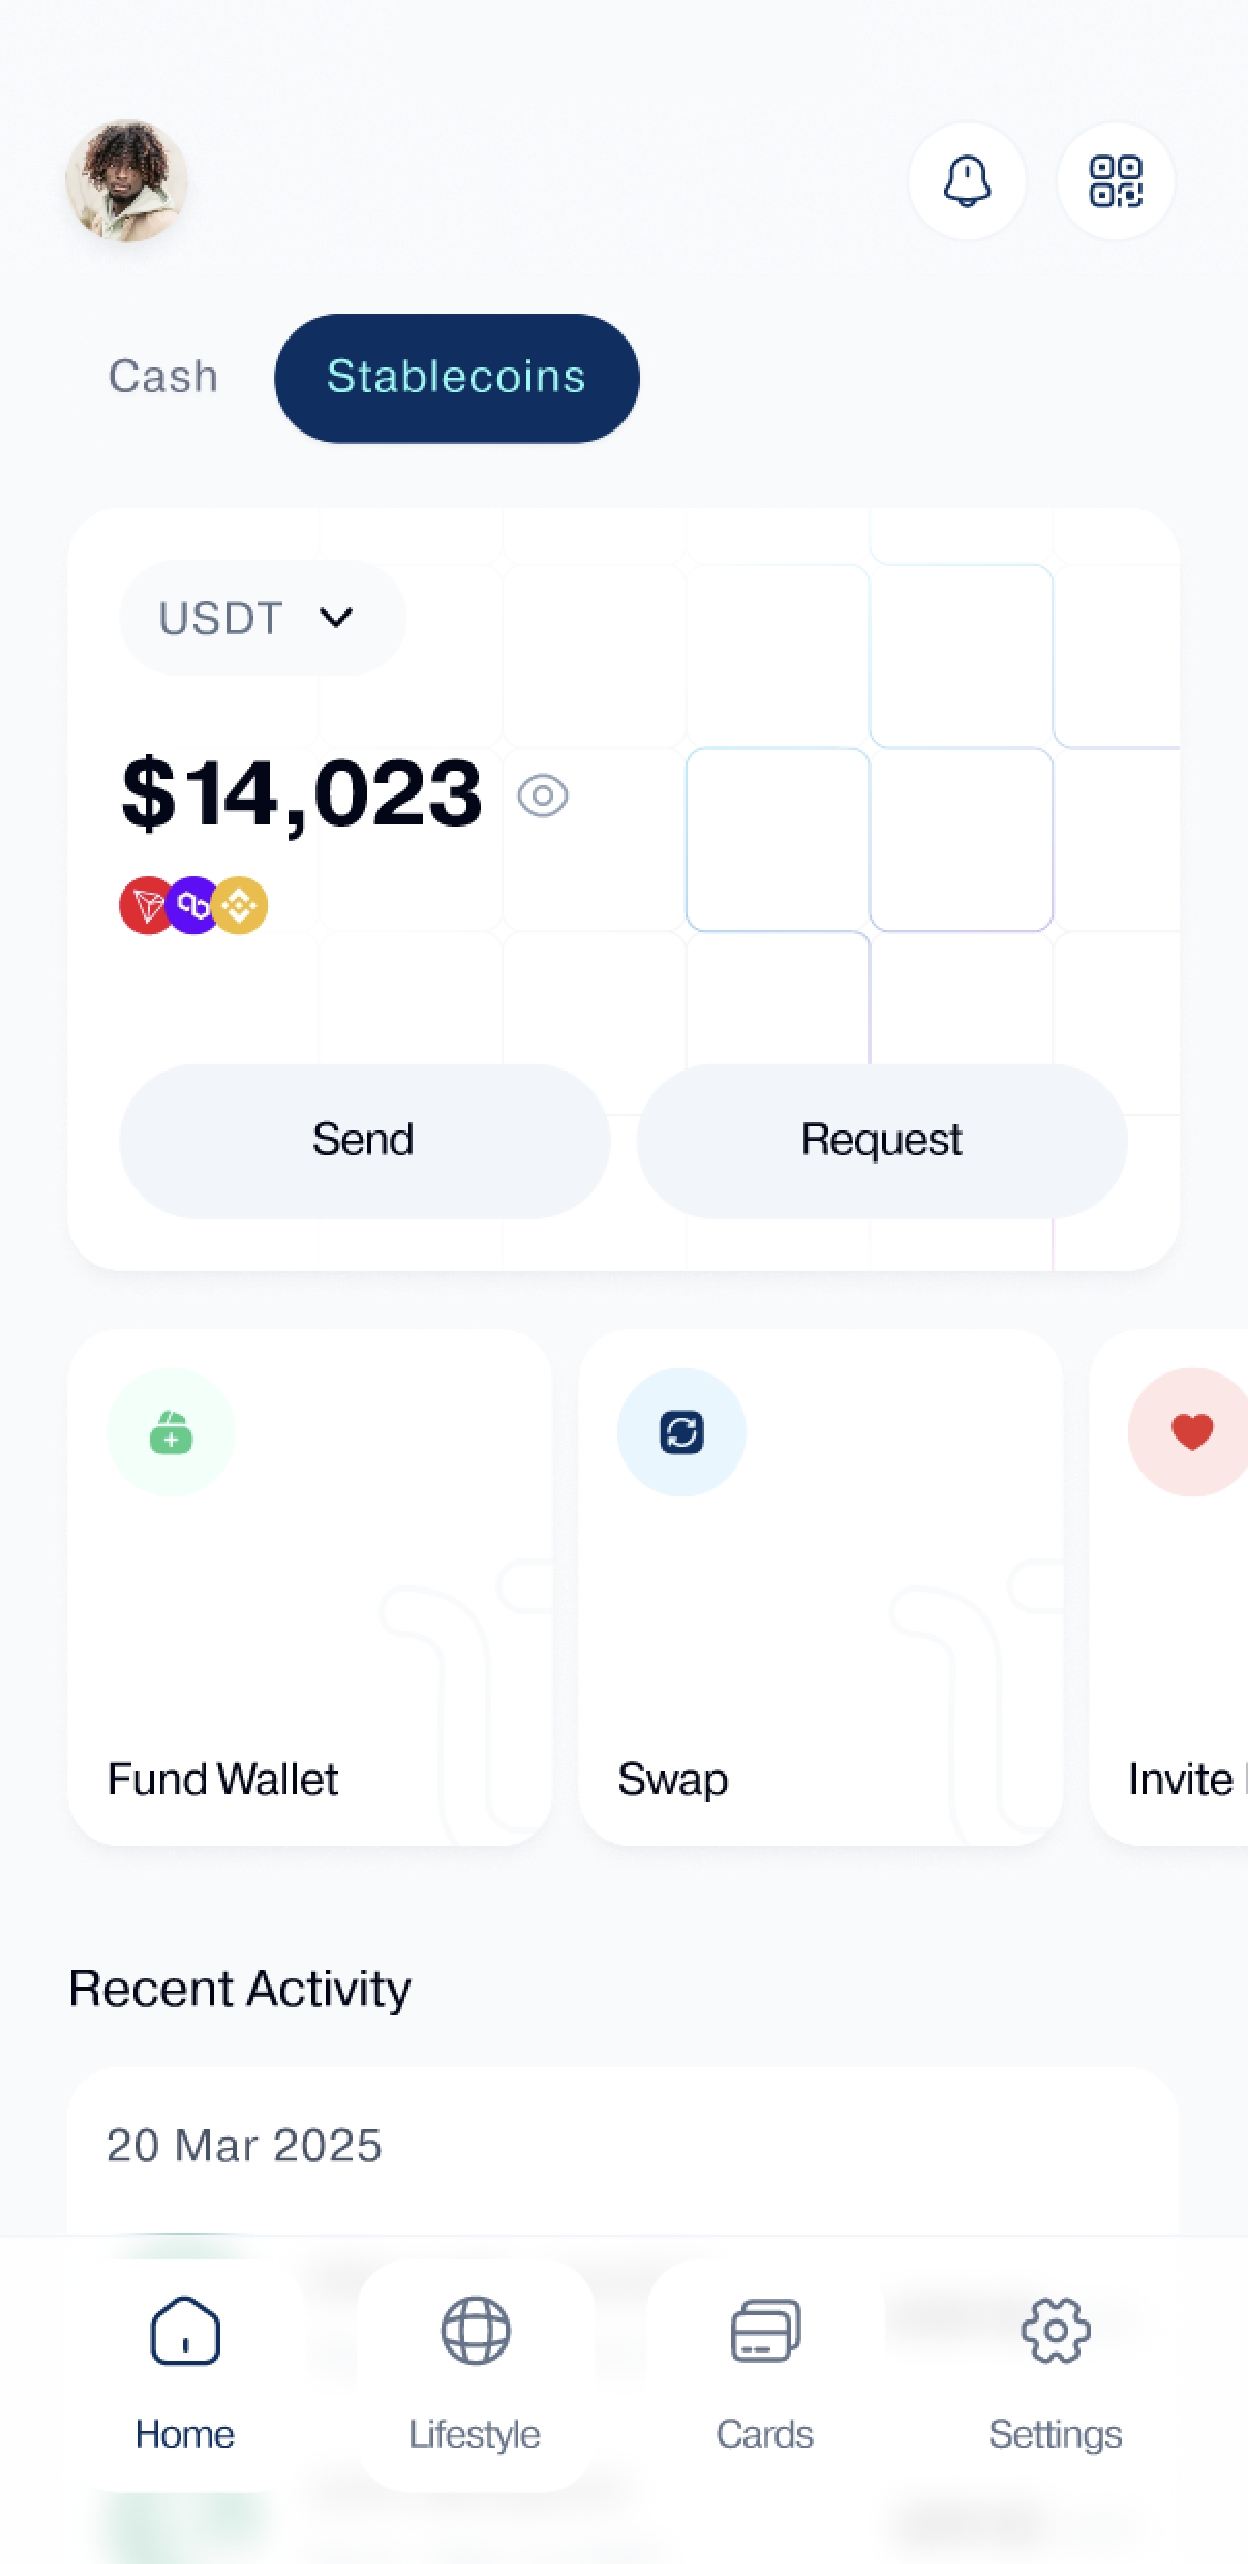 Cash
Stablecoins
USDT
$14,023
Send
Request
Fund Wallet
Swap
Invite
Recent Activity
20 Mar 2025
Home
Lifestyle
Cards
Settings